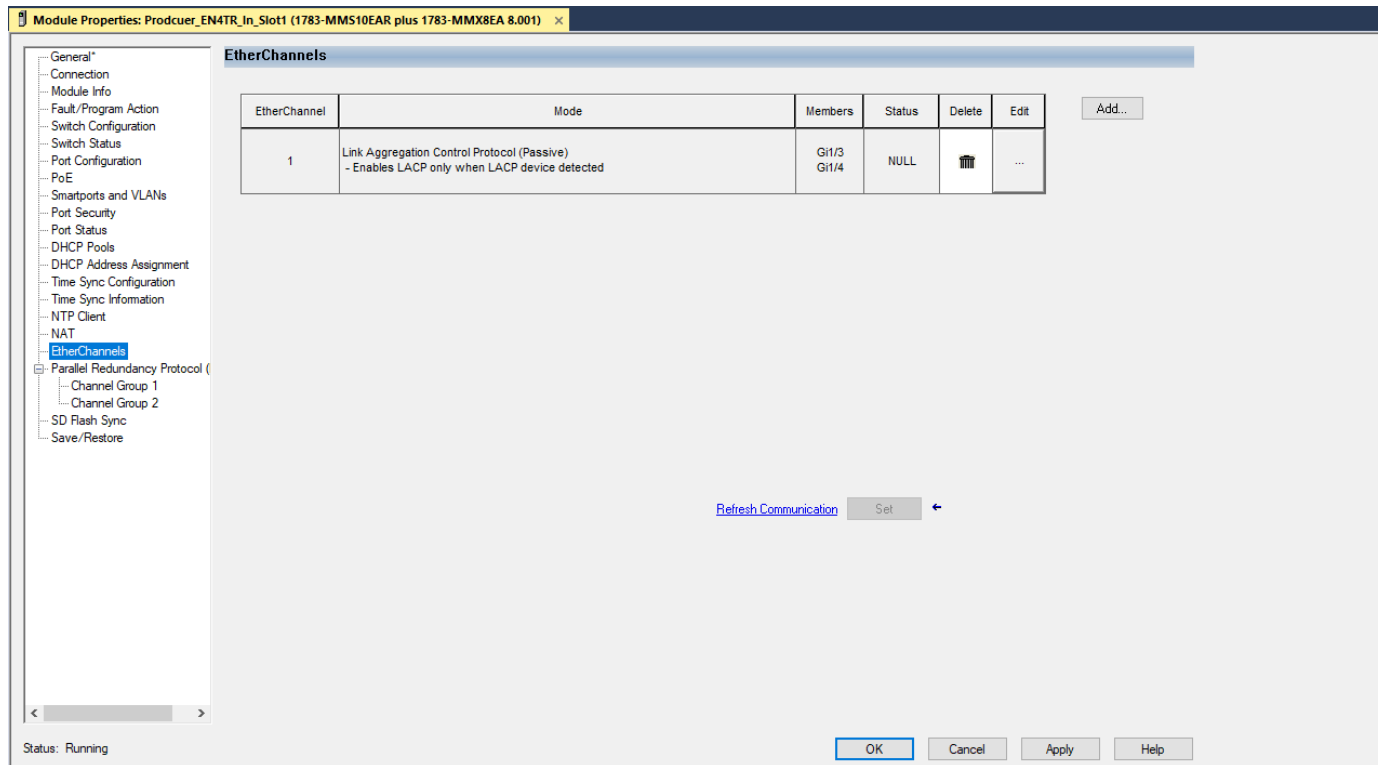 Module Properties: Prodcuer_EN4TR_In_Slot1 (1783-MMS10EAR plus 1783-MMX8EA 8.001) ×
General*
Connection
Module Info
Fault/Program Action
Switch Configuration
Switch Status
Port Configuration
PoE
Smartports and VLANs
Port Security
Port Status
DHCP Pools
DHCP Address Assignment
Time Sync Configuration
Time Sync Information
NTP Client
NAT
EtherChannels
Parallel Redundancy Protocol (
Channel Group 1
Channel Group 2
SD Flash Sync
Save/Restore
EtherChannels
EtherChannel Mode Members Status Delete Edit
1 Link Aggregation Control Protocol (Passive)
- Enables LACP only when LACP device detected
Gi1/3
Gi1/4
NULL
...
Add...
Refresh Communication Set
Status: Running
OK Cancel Apply Help